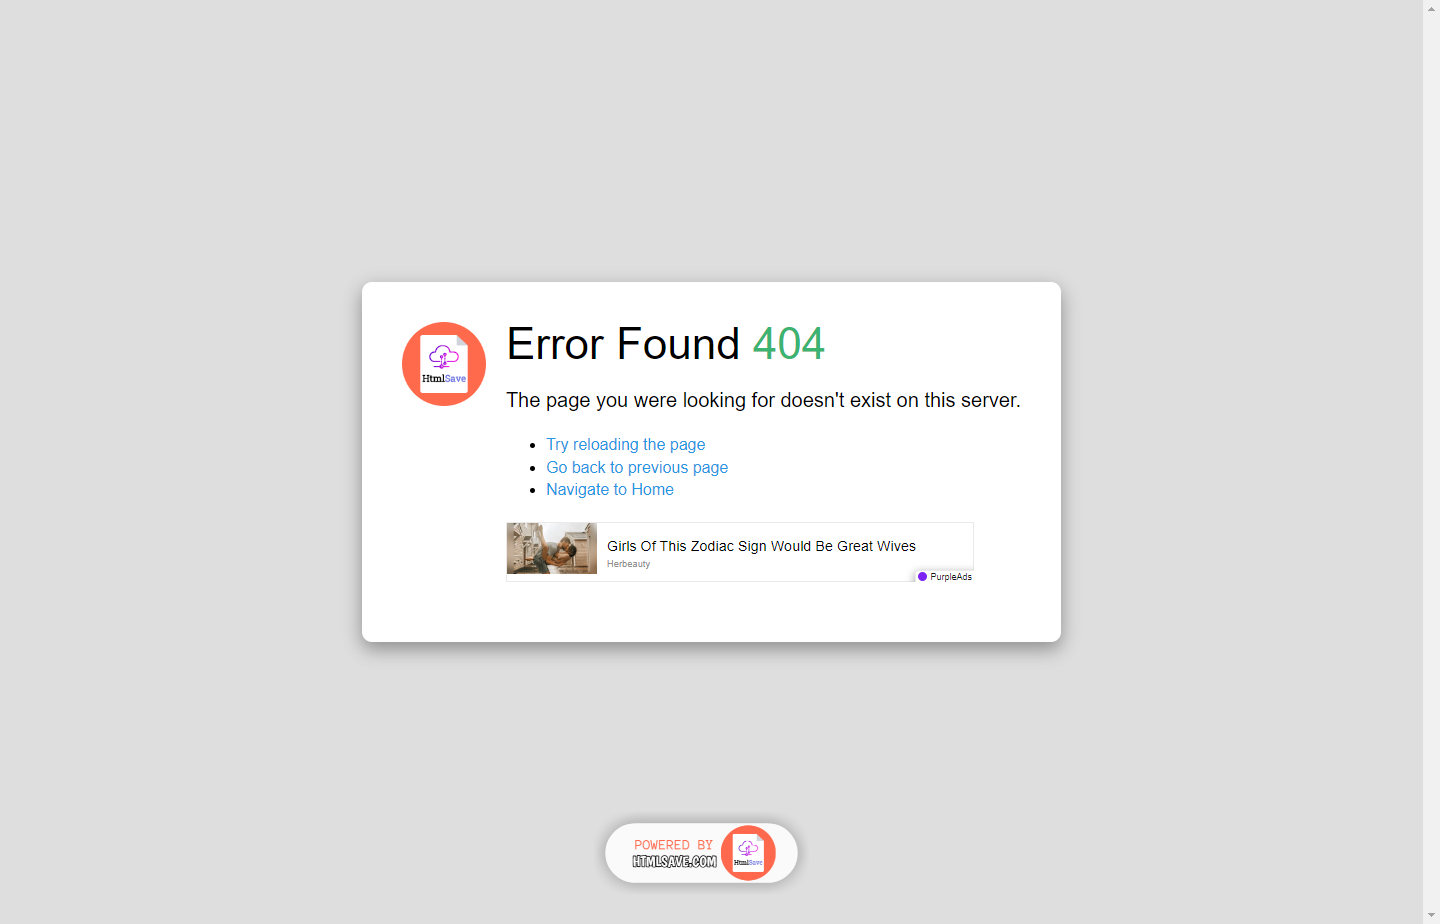 HtmlSave
Error Found 404
The page you were looking for doesn't exist on this server.
Try reloading the page
Go back to previous page
Navigate to Home
Girls Of This Zodiac Sign Would Be Great Wives
Herbeauty
PurpleAds
POWERED BY
HTMLSAVE.COM
HtmlSave